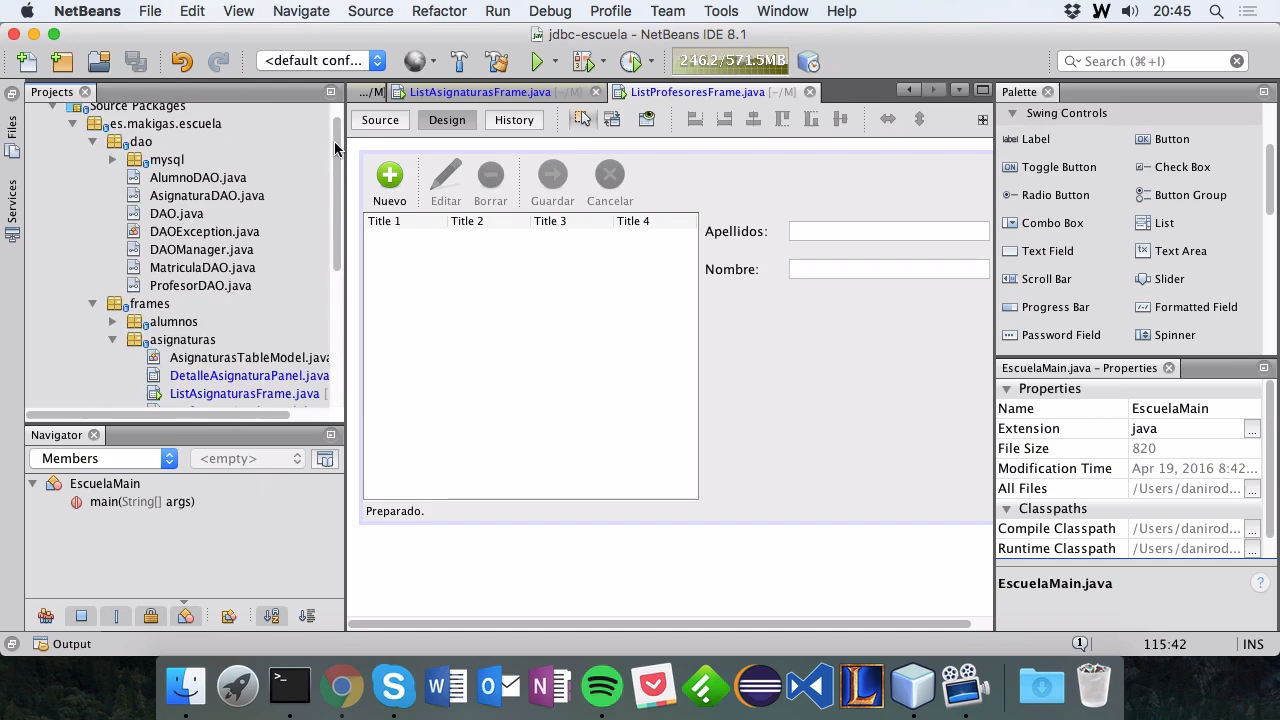 NetBeans File Edit View Navigate Source Refactor Run Debug Profile Team Tools Window Help 20:45
jdbc-escuela - NetBeans IDE 8.1
<default conf... 246.2/571.5MB Search (⌘+I)
Projects .../M] ListAsignaturasFrame.java [~/M] ListProfesoresFrame.java [~/M] Palette
Files
Services
Source Packages
es.makigas.escuela
dao
mysql
AlumnoDAO.java
AsignaturaDAO.java
DAO.java
DAOException.java
DAOManager.java
MatriculaDAO.java
ProfesorDAO.java
frames
alumnos
asignaturas
AsignaturasTableModel.java
DetalleAsignaturaPanel.java
ListAsignaturasFrame.java [
Source Design History
Nuevo Editar Borrar Guardar Cancelar
Title 1 Title 2 Title 3 Title 4
Apellidos:
Nombre:
Preparado.
Swing Controls
Label Button
Toggle Button Check Box
Radio Button Button Group
Combo Box List
Text Field Text Area
Scroll Bar Slider
Progress Bar Formatted Field
Password Field Spinner
EscuelaMain.java – Properties
Properties
Name EscuelaMain
Extension java ...
File Size 820
Modification Time Apr 19, 2016 8:42...
All Files /Users/danirod... ...
Classpaths
Compile Classpath /Users/danirod... ...
Runtime Classpath /Users/danirod... ...
EscuelaMain.java ?
Navigator
Members <empty>
EscuelaMain
main(String[] args)
Output 1 115:42 INS